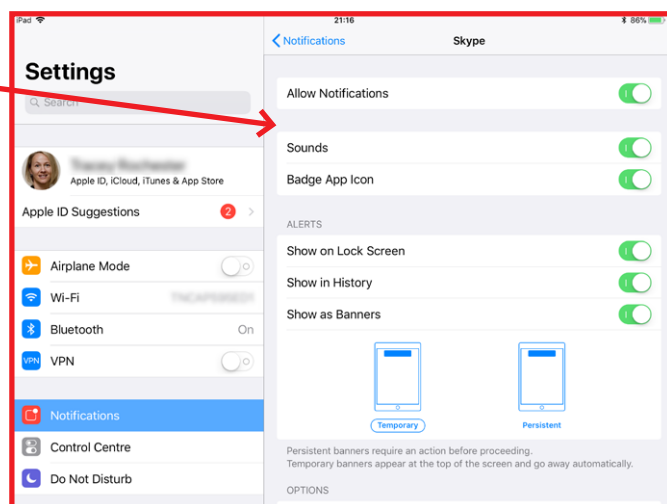 iPad
21:16
86%
Notifications
Skype
Settings
Search
Allow Notifications
Sounds
Badge App Icon
Apple ID, iCloud, iTunes & App Store
Apple ID Suggestions
2
ALERTS
Show on Lock Screen
Show in History
Show as Banners
Airplane Mode
Wi-Fi
Bluetooth
On
VPN
VPN
Temporary
Persistent
Notifications
Control Centre
Do Not Disturb
Persistent banners require an action before proceeding.
Temporary banners appear at the top of the screen and go away automatically.
OPTIONS